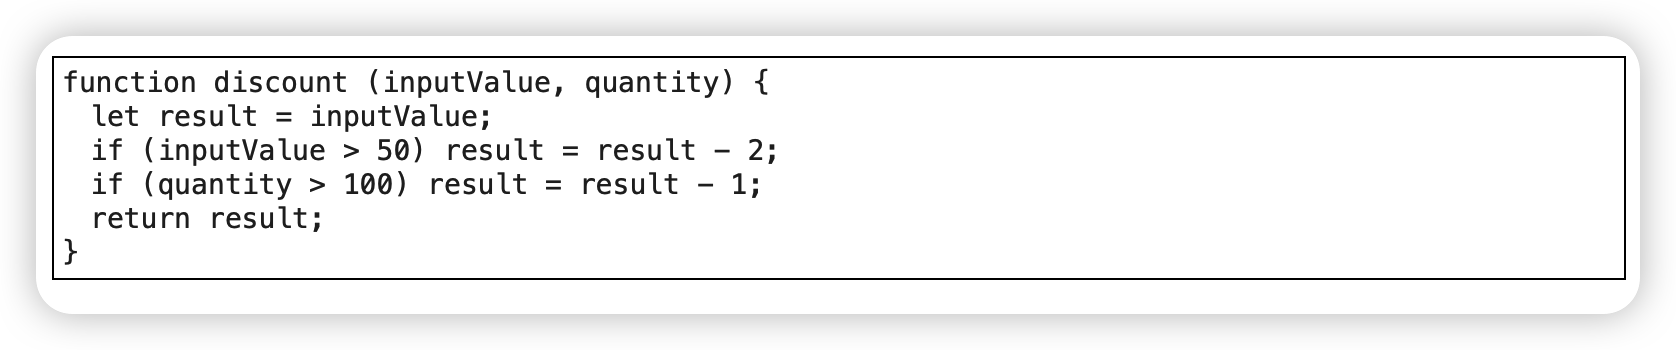 function discount (inputValue, quantity) {
  let result = inputValue;
  if (inputValue > 50) result = result - 2;
  if (quantity > 100) result = result - 1;
  return result;
}